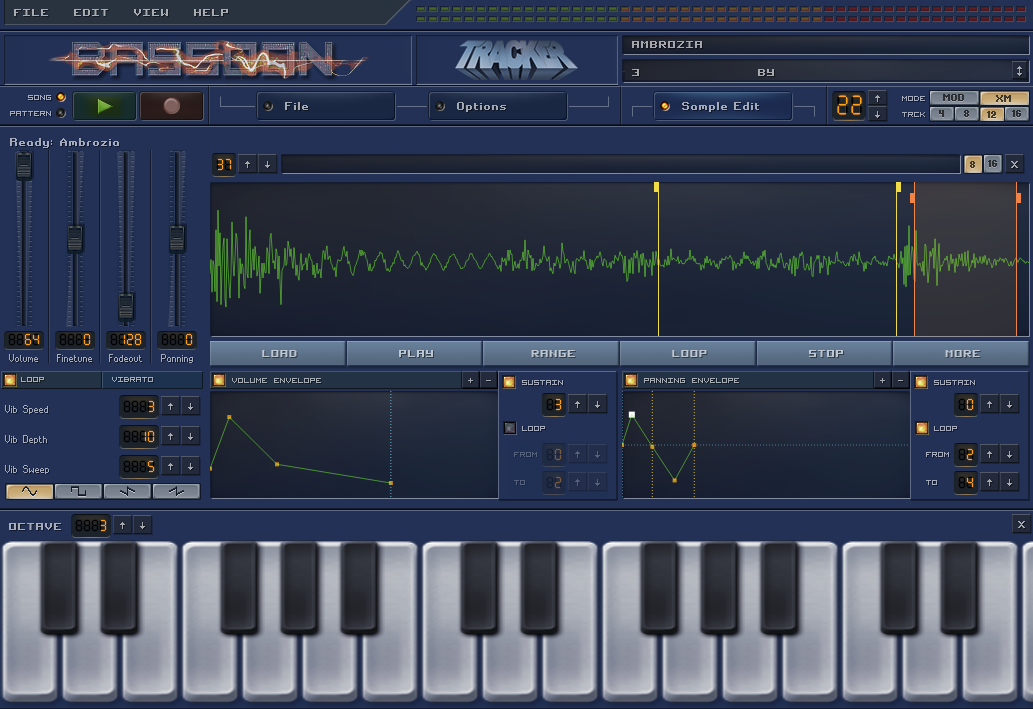 FILE EDIT VIEW HELP
BASSOON TRACKER
AMBROZIA
3 BY
SONG
PATTERN
File Options Sample Edit
22
MODE MOD XM
TRCK 4 8 12 16
Ready: Ambrozia
37
8 16 X
64 0 128 0
Volume Finetune Fadeout Panning
LOAD PLAY RANGE LOOP STOP MORE
LOOP VIBRATO
VOLUME ENVELOPE + −
SUSTAIN
PANNING ENVELOPE + −
SUSTAIN
Vib Speed 3
3
0
Vib Depth 10
LOOP
LOOP
Vib Sweep 5
FROM 0
FROM 2
TO 2
TO 4
OCTAVE 3
X